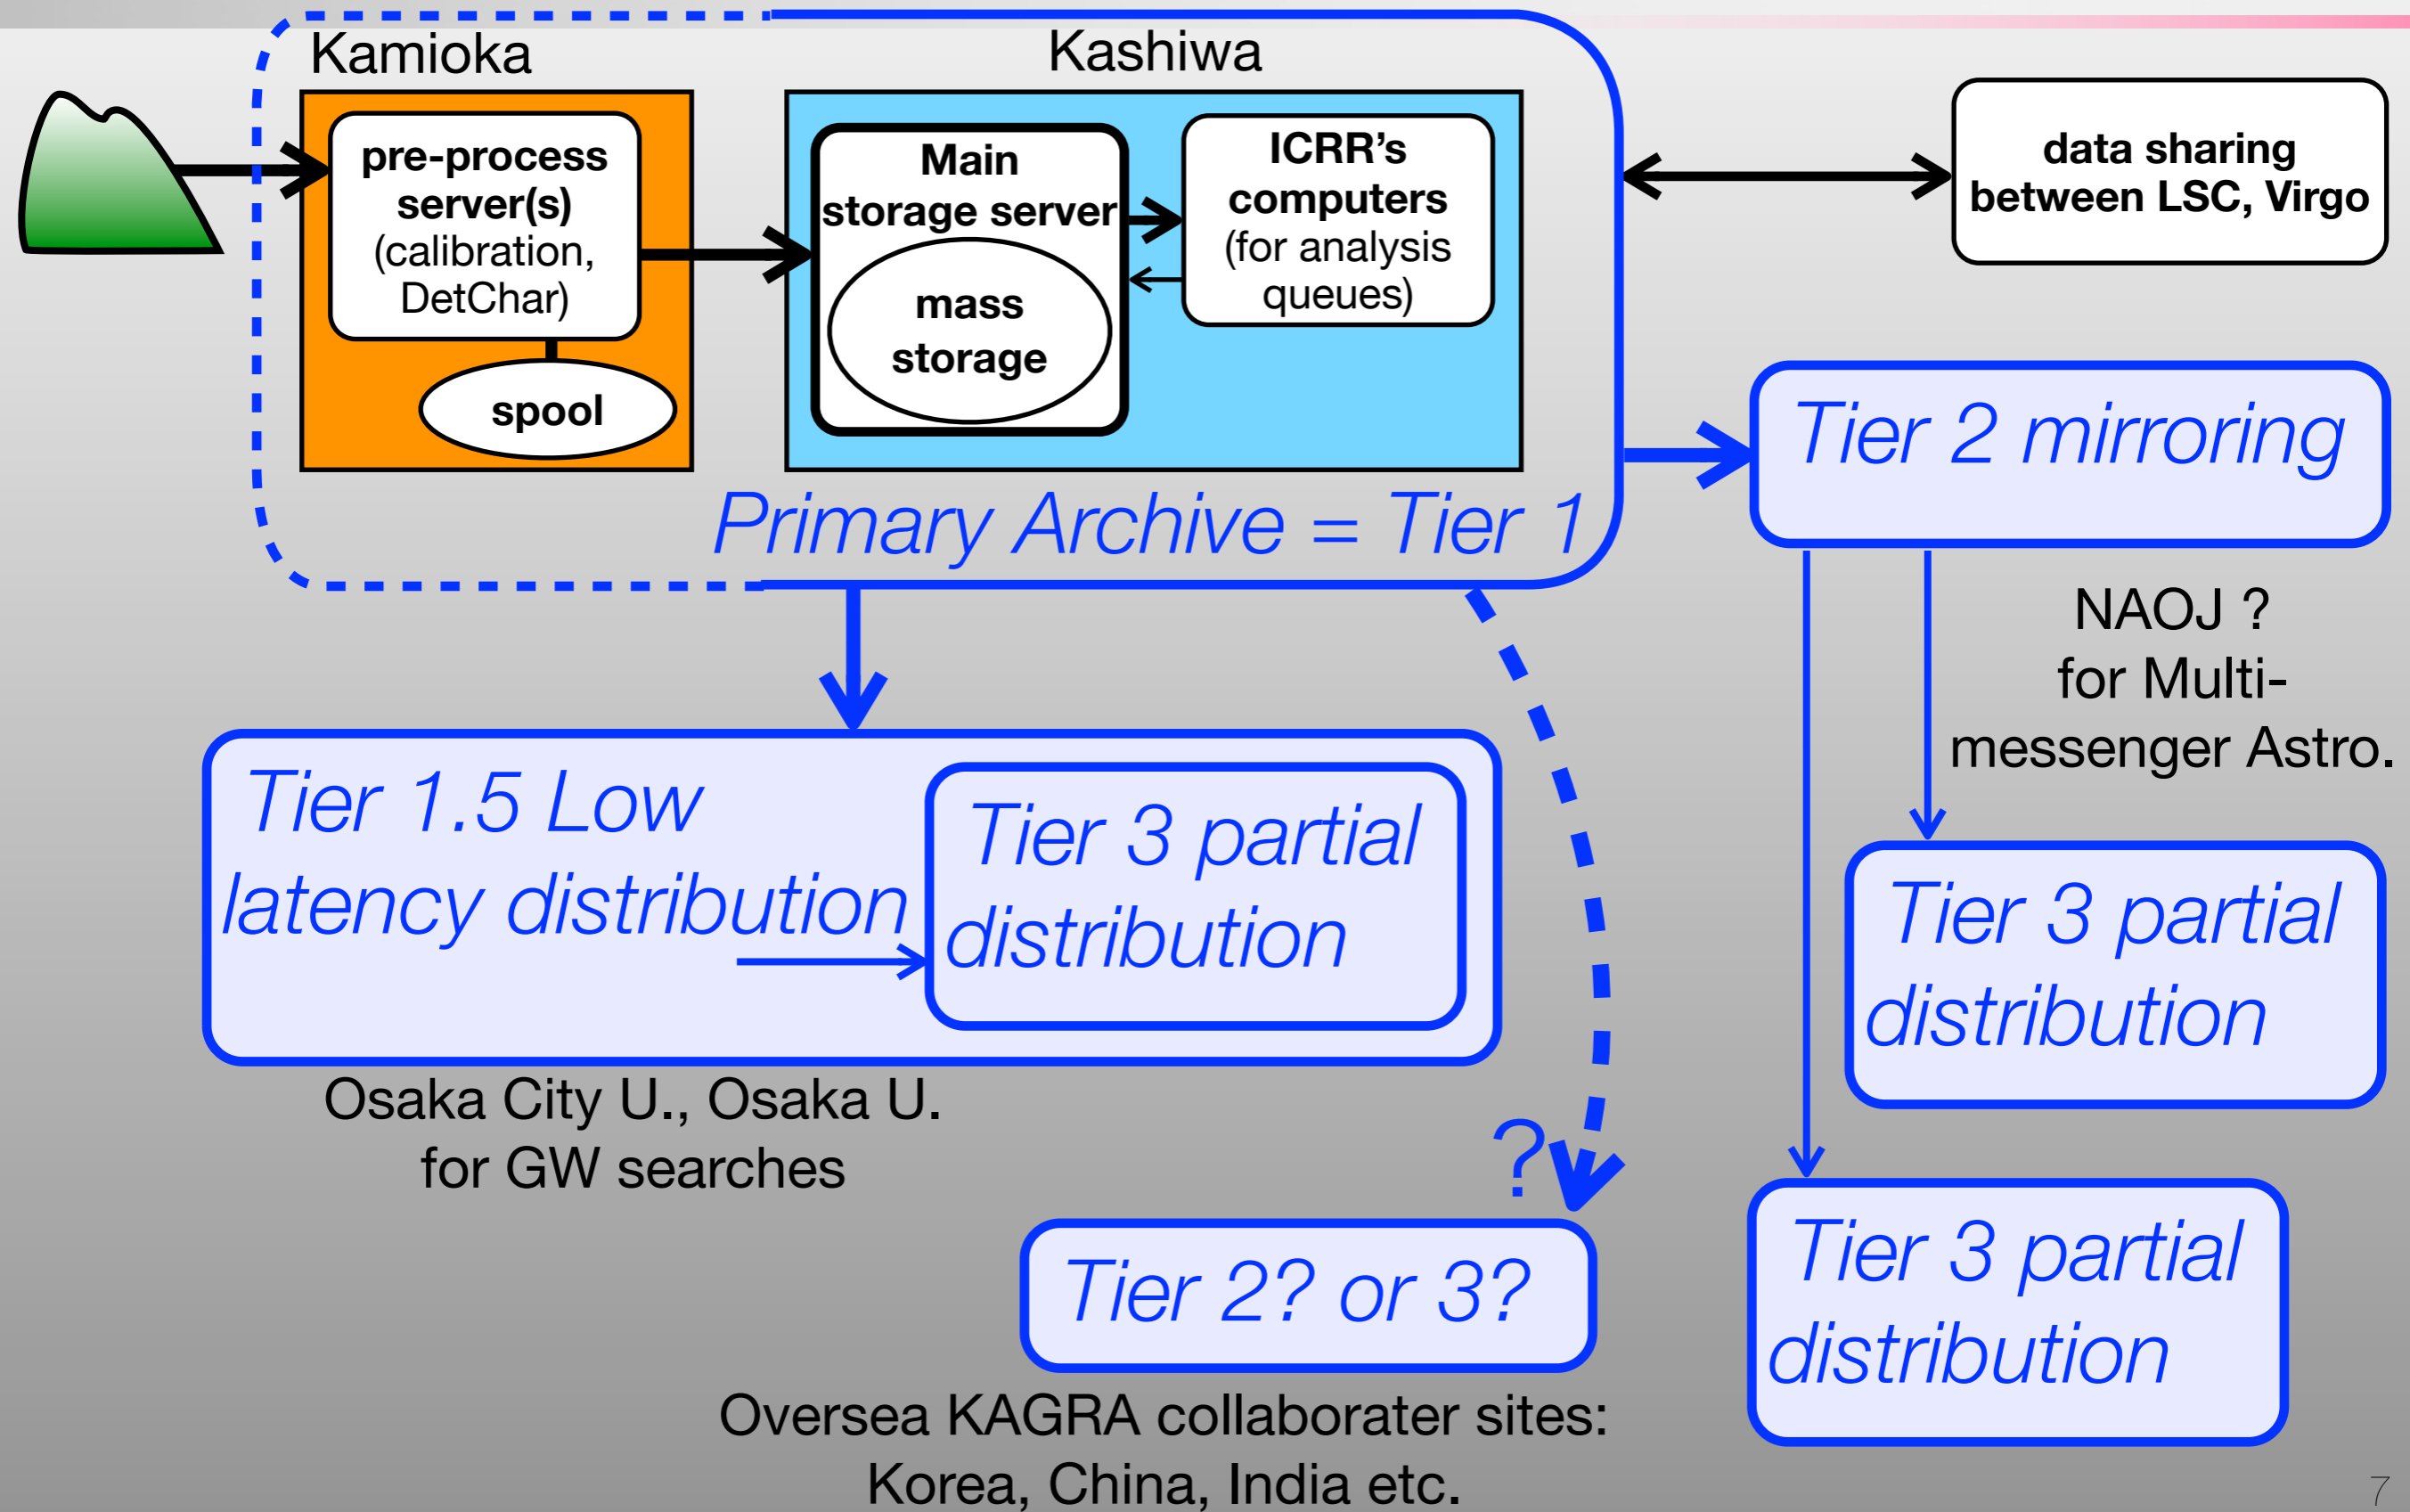 Kamioka
Kashiwa
pre-process
server(s)
(calibration,
DetChar)
spool
Main
storage server
mass
storage
ICRR's
computers
(for analysis
queues)
data sharing
between LSC, Virgo
Primary Archive = Tier 1
Tier 2 mirroring
NAOJ ?
for Multi-
messenger Astro.
Tier 1.5 Low
latency distribution
Tier 3 partial
distribution
Osaka City U., Osaka U.
for GW searches
?
Tier 2? or 3?
Oversea KAGRA collaborater sites:
Korea, China, India etc.
Tier 3 partial
distribution
Tier 3 partial
distribution
7